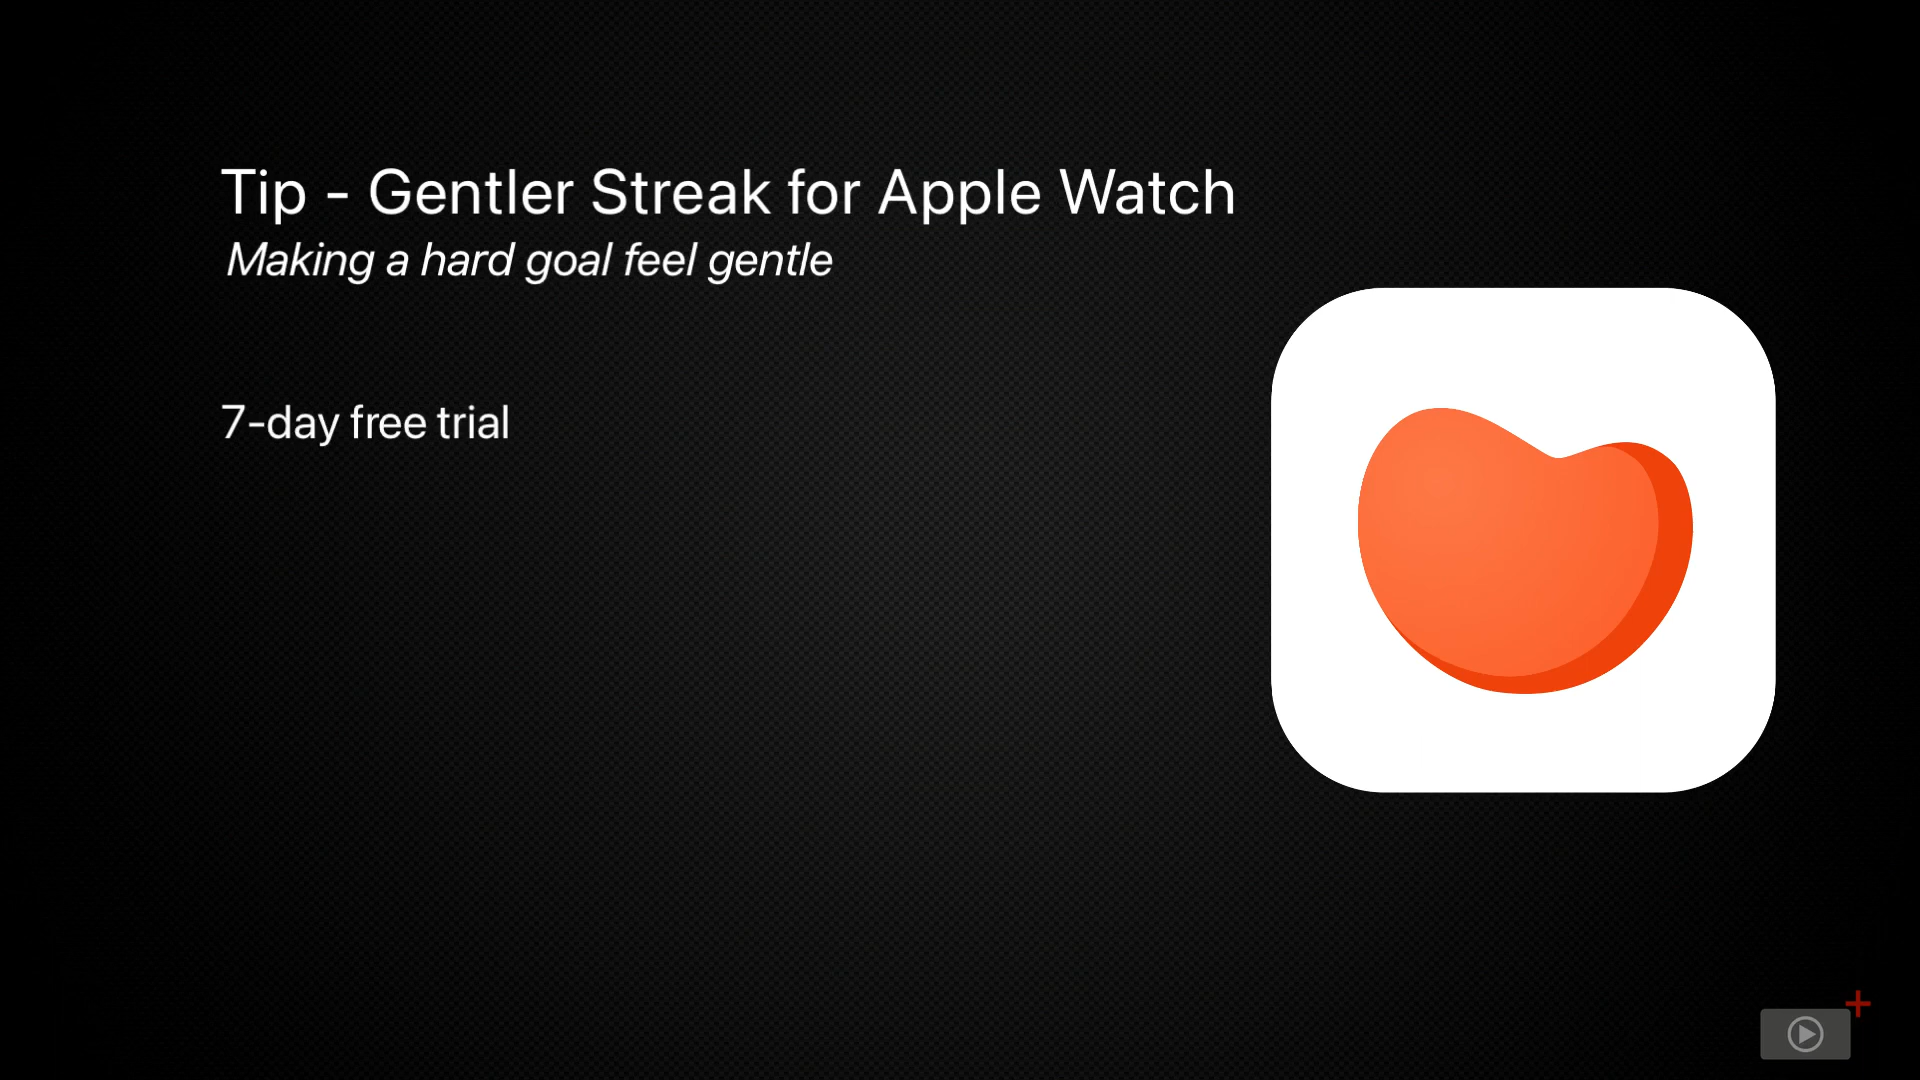 Tip - Gentler Streak for Apple Watch
Making a hard goal feel gentle
7-day free trial